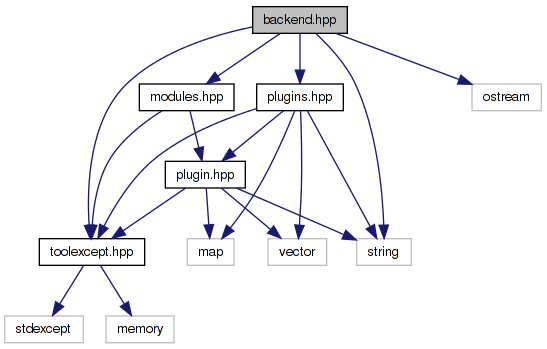 backend.hpp
modules.hpp
plugins.hpp
ostream
plugin.hpp
toolexcept.hpp
map
vector
string
stdexcept
memory